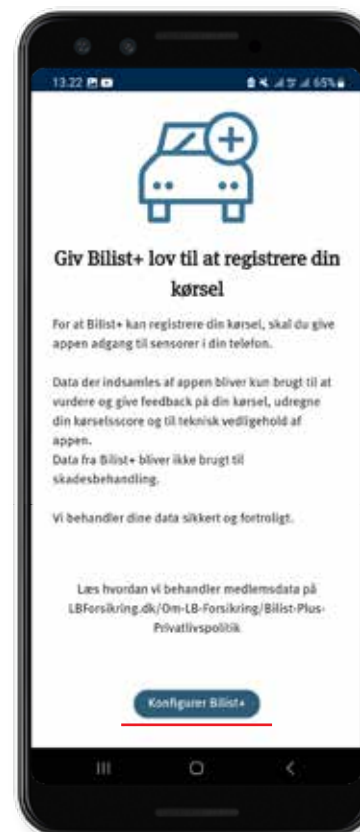 13.22
65%
Giv Bilist+ lov til at registrere din
kørsel
For at Bilist+ kan registrere din kørsel, skal du give
appen adgang til sensorer i din telefon.
Data der indsamles af appen bliver kun brugt til at
vurdere og give feedback på din kørsel, udregne
din kørselsscore og til teknisk vedligehold af
appen.
Data fra Bilist+ bliver ikke brugt til
skadesbehandling.
Vi behandler dine data sikkert og fortroligt.
Læs hvordan vi behandler medlemsdata på
LBForsikring.dk/Om-LB-Forsikring/Bilist-Plus-
Privatlivspolitik
Konfigurer Bilist+